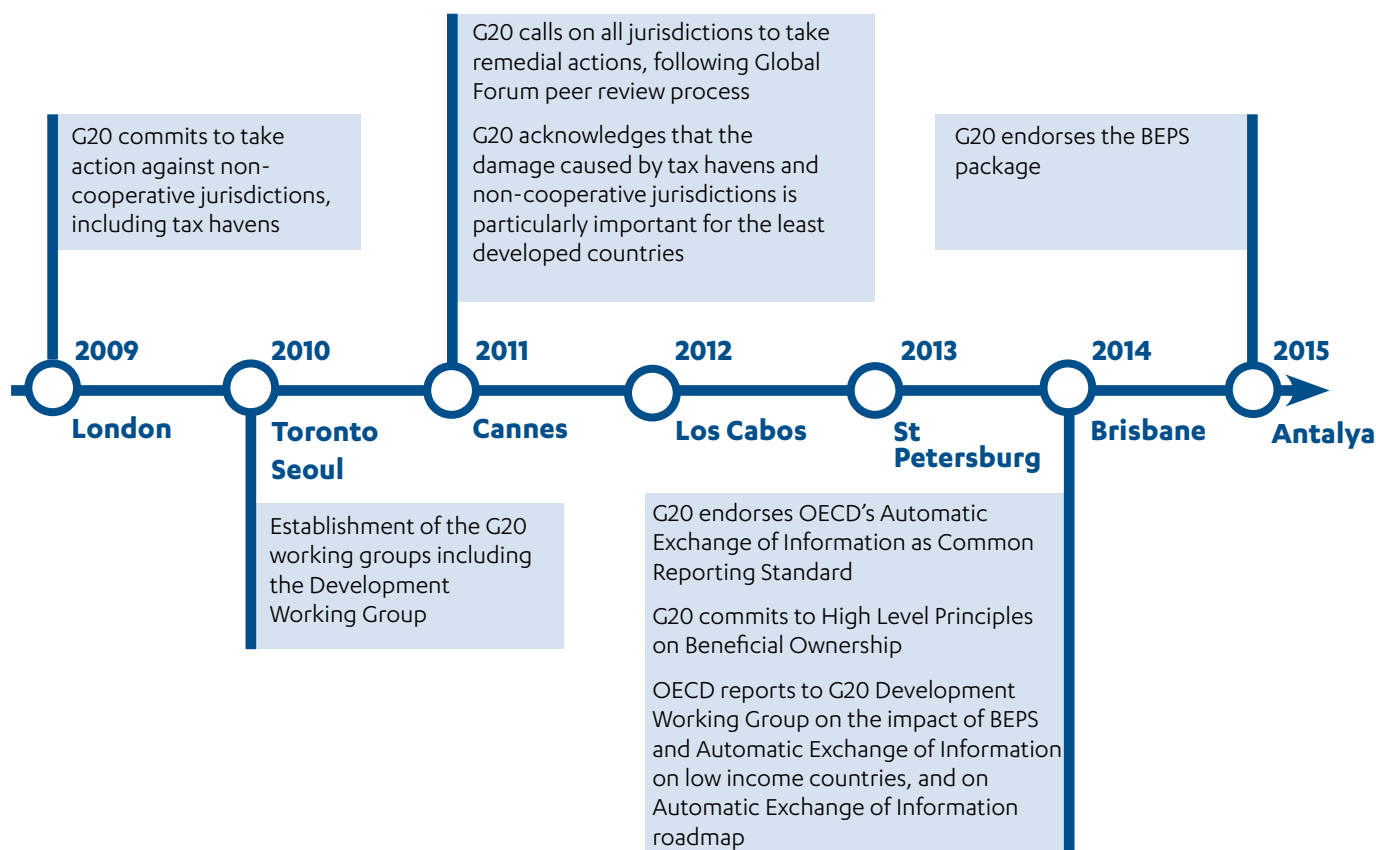 G20 calls on all jurisdictions to take
remedial actions, following Global
Forum peer review process
G20 acknowledges that the
damage caused by tax havens and
non-cooperative jurisdictions is
particularly important for the least
developed countries
G20 commits to take
action against non-
cooperative jurisdictions,
including tax havens
G20 endorses the BEPS
package
2009
2010
2011
2012
2013
2014
2015
London
Toronto
Seoul
Cannes
Los Cabos
St
Petersburg
Brisbane
Antalya
Establishment of the G20
working groups including
the Development
Working Group
G20 endorses OECD’s Automatic
Exchange of Information as Common
Reporting Standard
G20 commits to High Level Principles
on Beneficial Ownership
OECD reports to G20 Development
Working Group on the impact of BEPS
and Automatic Exchange of Information
on low income countries, and on
Automatic Exchange of Information
roadmap